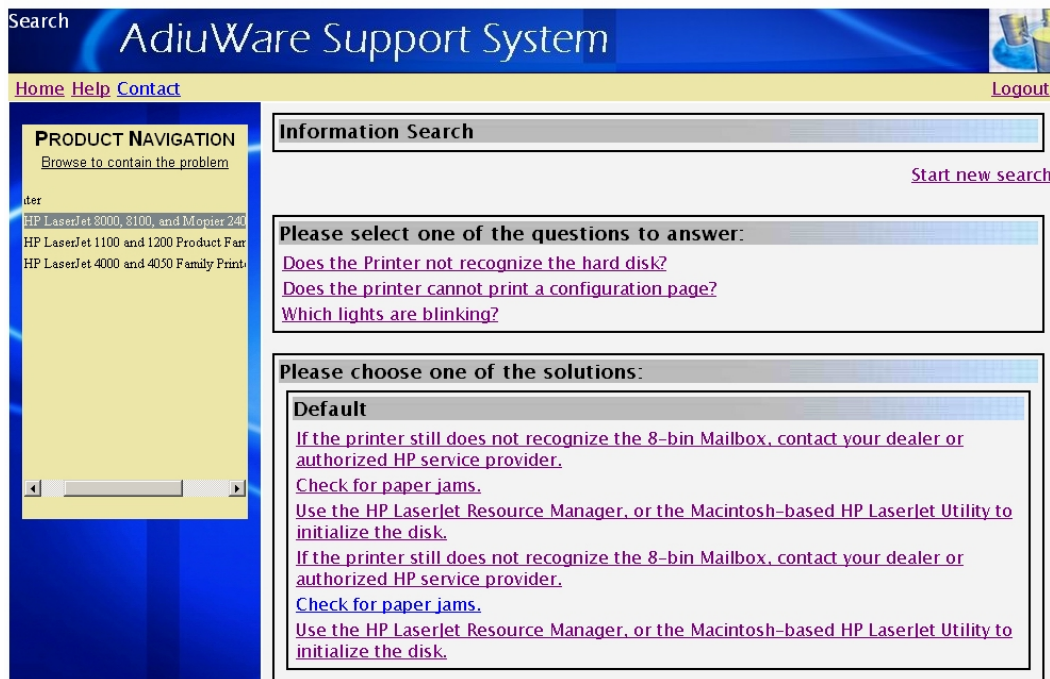 Search
AdiuWare Support System
Home Help Contact
Logout
PRODUCT NAVIGATION
Browse to contain the problem
HP LaserJet 8000, 8100, and Mopier 240
HP LaserJet 1100 and 1200 Product Fam
HP LaserJet 4000 and 4050 Family Print
Information Search
Start new search
Please select one of the questions to answer:
Does the Printer not recognize the hard disk?
Does the printer cannot print a configuration page?
Which lights are blinking?
Please choose one of the solutions:
Default
If the printer still does not recognize the 8-bin Mailbox, contact your dealer or
authorized HP service provider.
Check for paper jams.
Use the HP LaserJet Resource Manager, or the Macintosh-based HP LaserJet Utility to
initialize the disk.
If the printer still does not recognize the 8-bin Mailbox, contact your dealer or
authorized HP service provider.
Check for paper jams.
Use the HP LaserJet Resource Manager, or the Macintosh-based HP LaserJet Utility to
initialize the disk.